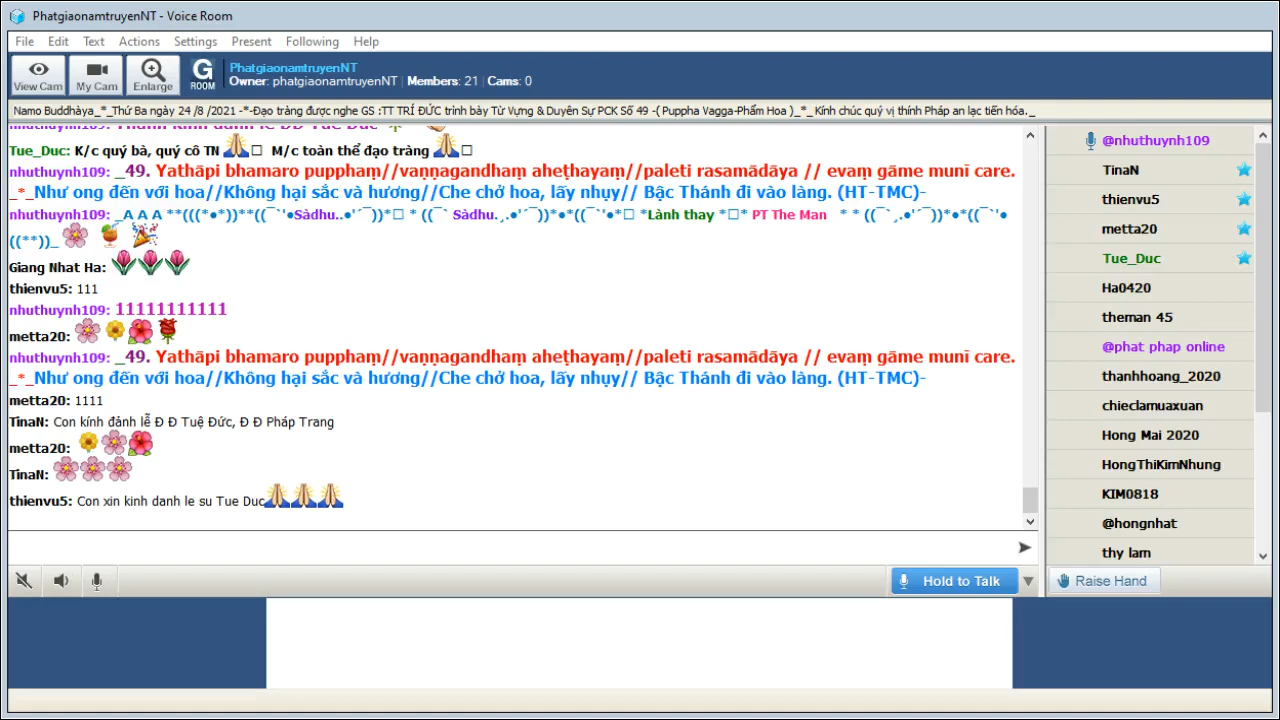 PhatgiaonamtruyenNT - Voice Room
File Edit Text Actions Settings Present Following Help
View Cam My Cam Enlarge G ROOM
PhatgiaonamtruyenNT
Owner: phatgiaonamtruyenNT | Members: 21 | Cams: 0
Namo Buddhàya_*_Thứ Ba ngày 24 /8 /2021 -*-Đạo tràng được nghe GS :TT TRÍ ĐỨC trình bày Từ Vựng & Duyên Sự PCK Số 49 -( Puppha Vagga-Phẩm Hoa )_*_Kính chúc quý vị thính Pháp an lạc tiến hóa._
Tue_Duc: K/c quý bà, quý cô TN 🙏 M/c toàn thể đạo tràng 🙏
nhuthuynh109: _49. Yathāpi bhamaro pupphaṃ//vaṇṇagandhaṃ aheṭhayaṃ//paleti rasamādāya // evaṃ gāme munī care.
_*_Như ong đến với hoa//Không hại sắc và hương//Che chở hoa, lấy nhụy// Bậc Thánh đi vào làng. (HT-TMC)-
nhuthuynh109: _Ạ Ạ Ạ **(((*●*))**((¯`'●Sàdhu..●'´¯))*□ * ((¯` Sàdhu.¸.●'´¯))*●*((¯`'●*□ *Lành thay *□* PT The Man * * ((¯`¸.●'´¯))*●*((¯`'●
((**))_
Giang Nhat Ha:
thienvu5: 111
nhuthuynh109: 11111111111
metta20:
nhuthuynh109: _49. Yathāpi bhamaro pupphaṃ//vaṇṇagandhaṃ aheṭhayaṃ//paleti rasamādāya // evaṃ gāme munī care.
_*_Như ong đến với hoa//Không hại sắc và hương//Che chở hoa, lấy nhụy// Bậc Thánh đi vào làng. (HT-TMC)-
metta20: 1111
TinaN: Con kính đảnh lễ Đ Đ Tuệ Đức, Đ Đ Pháp Trang
metta20:
TinaN:
thienvu5: Con xin kinh danh le su Tue Duc
Hold to Talk
@nhuthuynh109
TinaN
thienvu5
metta20
Tue_Duc
Ha0420
theman 45
@phat phap online
thanhhoang_2020
chieclamuaxuan
Hong Mai 2020
HongThiKimNhung
KIM0818
@hongnhat
thy lam
Raise Hand